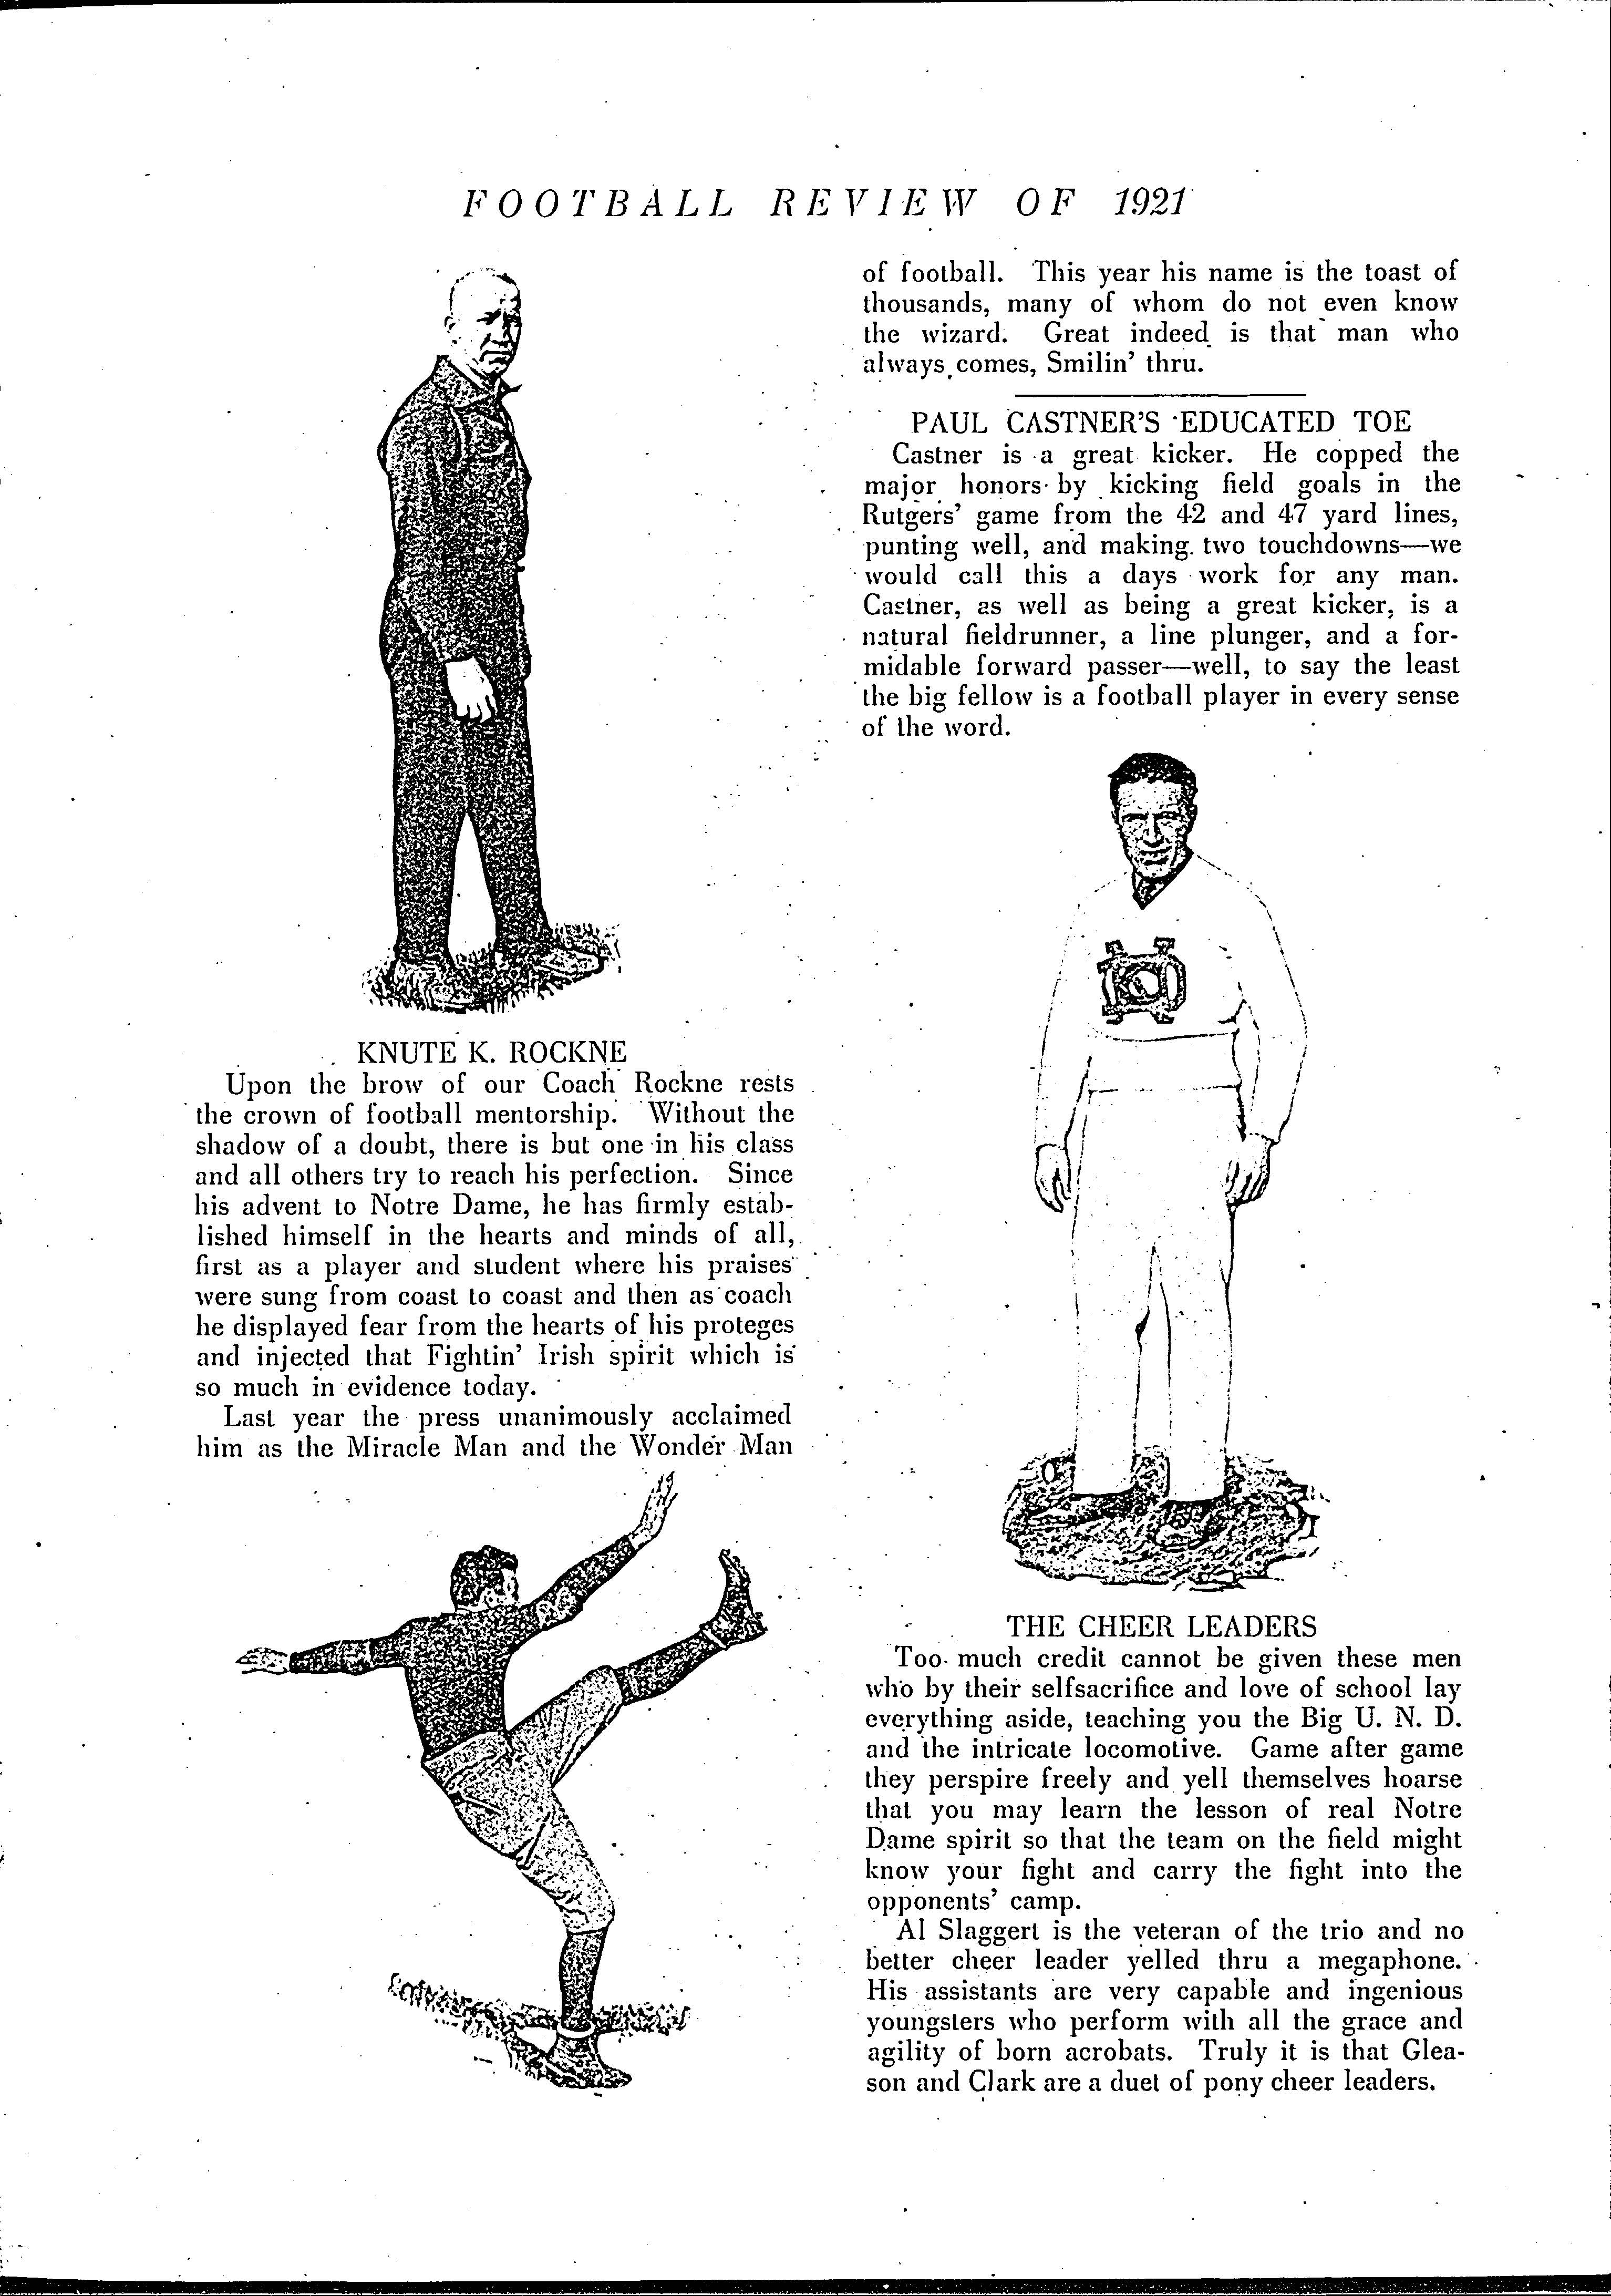 FOOTBALL REVIEW OF 1921
KNUTE K. ROCKNE
Upon the brow of our Coach Rockne rests
the crown of football mentorship. Without the
shadow of a doubt, there is but one in his class
and all others try to reach his perfection. Since
his advent to Notre Dame, he has firmly estab-
lished himself in the hearts and minds of all,
first as a player and student where his praises
were sung from coast to coast and then as coach
he displayed fear from the hearts of his proteges
and injected that Fightin' Irish spirit which is
so much in evidence today.
Last year the press unanimously acclaimed
him as the Miracle Man and the Wonder Man
of football. This year his name is the toast of
thousands, many of whom do not even know
the wizard. Great indeed is that man who
always comes, Smilin' thru.
PAUL CASTNER'S EDUCATED TOE
Castner is a great kicker. He copped the
major honors by kicking field goals in the
Rutgers' game from the 42 and 47 yard lines,
punting well, and making two touchdowns—we
would call this a days work for any man.
Castner, as well as being a great kicker, is a
natural fieldrunner, a line plunger, and a for-
midable forward passer—well, to say the least
the big fellow is a football player in every sense
of the word.
THE CHEER LEADERS
Too much credit cannot be given these men
who by their selfsacrifice and love of school lay
everything aside, teaching you the Big U. N. D.
and the intricate locomotive. Game after game
they perspire freely and yell themselves hoarse
that you may learn the lesson of real Notre
Dame spirit so that the team on the field might
know your fight and carry the fight into the
opponents' camp.
Al Slaggert is the veteran of the trio and no
better cheer leader yelled thru a megaphone.
His assistants are very capable and ingenious
youngsters who perform with all the grace and
agility of born acrobats. Truly it is that Glea-
son and Clark are a duet of pony cheer leaders.